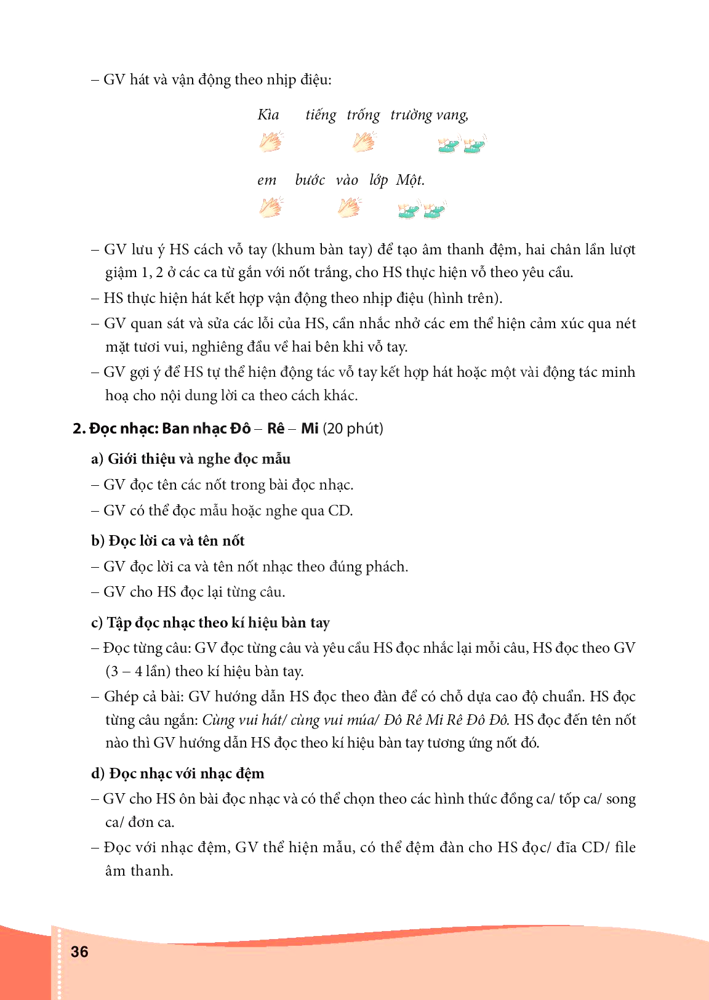 – GV hát và vận động theo nhịp điệu:
Kìa tiếng trống trường vang,
em bước vào lớp Một.
– GV lưu ý HS cách vỗ tay (khum bàn tay) để tạo âm thanh đệm, hai chân lần lượt
giậm 1, 2 ở các ca từ gắn với nốt trắng, cho HS thực hiện vỗ theo yêu cầu.
– HS thực hiện hát kết hợp vận động theo nhịp điệu (hình trên).
– GV quan sát và sửa các lỗi của HS, cần nhắc nhở các em thể hiện cảm xúc qua nét
mặt tươi vui, nghiêng đầu về hai bên khi vỗ tay.
– GV gợi ý để HS tự thể hiện động tác vỗ tay kết hợp hát hoặc một vài động tác minh
hoạ cho nội dung lời ca theo cách khác.
2. Đọc nhạc: Ban nhạc Đô – Rê – Mi (20 phút)
a) Giới thiệu và nghe đọc mẫu
– GV đọc tên các nốt trong bài đọc nhạc.
– GV có thể đọc mẫu hoặc nghe qua CD.
b) Đọc lời ca và tên nốt
– GV đọc lời ca và tên nốt nhạc theo đúng phách.
– GV cho HS đọc lại từng câu.
c) Tập đọc nhạc theo kí hiệu bàn tay
– Đọc từng câu: GV đọc từng câu và yêu cầu HS đọc nhắc lại mỗi câu, HS đọc theo GV
(3 – 4 lần) theo kí hiệu bàn tay.
– Ghép cả bài: GV hướng dẫn HS đọc theo đàn để có chỗ dựa cao độ chuẩn. HS đọc
từng câu ngắn: Cùng vui hát/ cùng vui múa/ Đô Rê Mi Rê Đô Đô. HS đọc đến tên nốt
nào thì GV hướng dẫn HS đọc theo kí hiệu bàn tay tương ứng nốt đó.
d) Đọc nhạc với nhạc đệm
– GV cho HS ôn bài đọc nhạc và có thể chọn theo các hình thức đồng ca/ tốp ca/ song
ca/ đơn ca.
– Đọc với nhạc đệm, GV thể hiện mẫu, có thể đệm đàn cho HS đọc/ đĩa CD/ file
âm thanh.
36